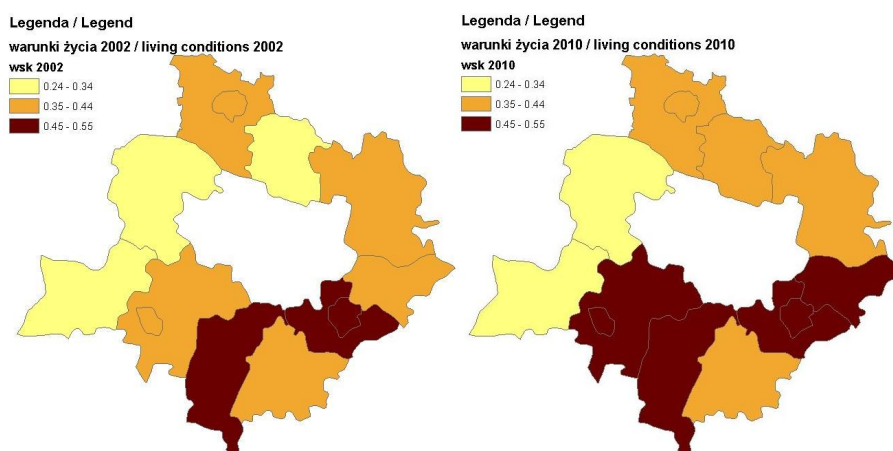 Legenda / Legend
warunki życia 2002 / living conditions 2002
wsk 2002
0.24 - 0.34
0.35 - 0.44
0.45 - 0.55
Legenda / Legend
warunki życia 2010 / living conditions 2010
wsk 2010
0.24 - 0.34
0.35 - 0.44
0.45 - 0.55